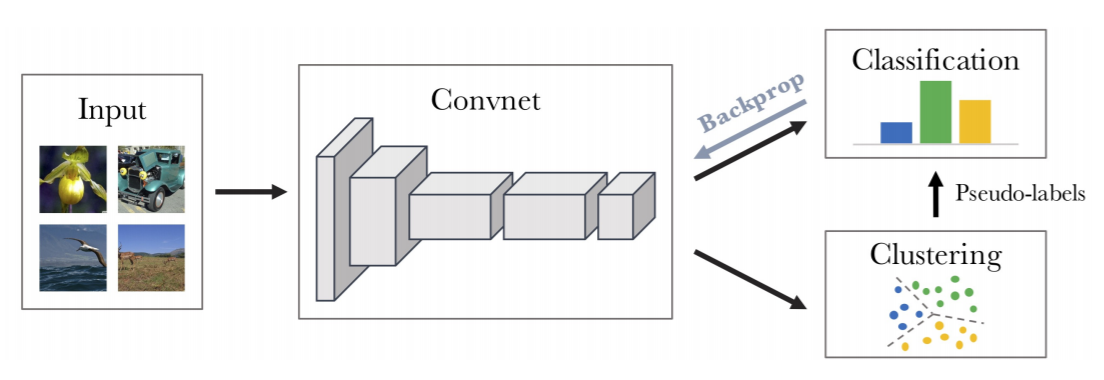 Input
Convnet
Backprop
Classification
Pseudo-labels
Clustering